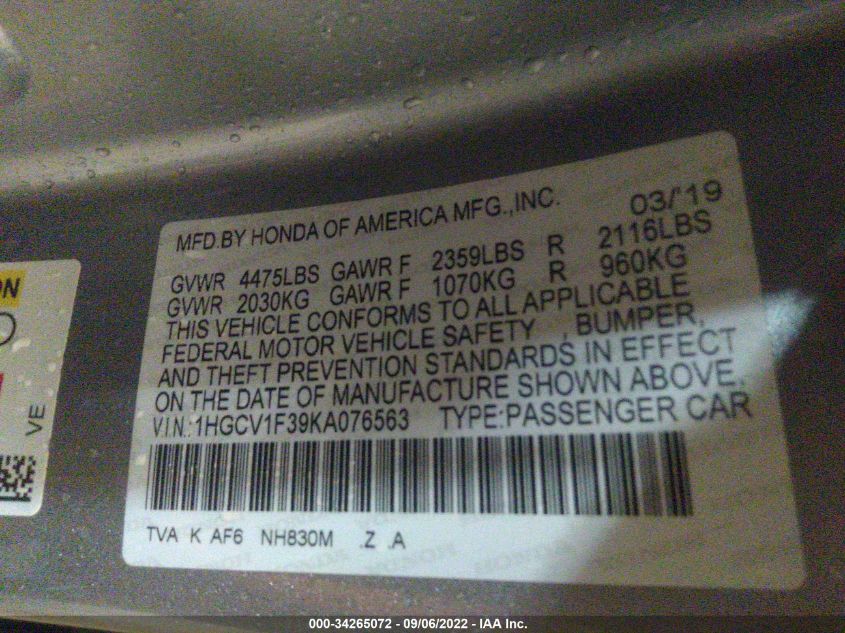 MFD.BY HONDA OF AMERICA MFG.,INC. 03/'19
GVWR 4475LBS GAWR F 2359LBS R 2116LBS
GVWR 2030KG GAWR F 1070KG R 960KG
THIS VEHICLE CONFORMS TO ALL APPLICABLE
FEDERAL MOTOR VEHICLE SAFETY , BUMPER,
AND THEFT PREVENTION STANDARDS IN EFFECT
ON THE DATE OF MANUFACTURE SHOWN ABOVE.
V.I.N.:1HGCV1F39KA076563 TYPE:PASSENGER CAR
TVA K AF6 NH830M .Z .A
ON
VE
000-34265072 - 09/06/2022 - IAA Inc.